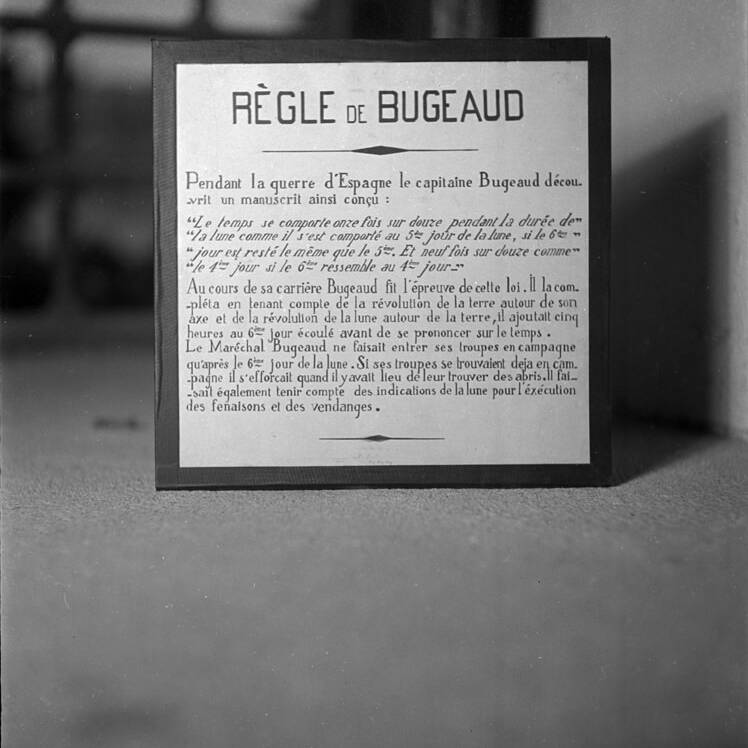 RÈGLE DE BUGEAUD
Pendant la guerre d'Espagne le capitaine Bugeaud décou-
-vrit un manuscrit ainsi conçu :
"Le temps se comporte onze fois sur douze pendant la durée de"
"la lune comme il s'est comporté au 5ème jour de la lune, si le 6ème "
"jour est resté le même que le 5ème. Et neuf fois sur douze comme"
"le 4ème jour si le 6ème ressemble au 4ème jour-"
Au cours de sa carrière Bugeaud fit l'épreuve de cette loi. Il la com-
-pléta en tenant compte de la révolution de la terre autour de son
axe et de la révolution de la lune autour de la terre, il ajoutait cinq
heures au 6ème jour écoulé avant de se prononcer sur le temps .
Le Maréchal Bugeaud ne faisait entrer ses troupes en campagne
qu'après le 6ème jour de la lune. Si ses troupes se trouvaient deja en cam-
-pagne il s'efforcait quand il y avait lieu de leur trouver des abris. Il fai-
-sait également tenir compte des indications de la lune pour l'éxécution
des fenaisons et des vendanges .